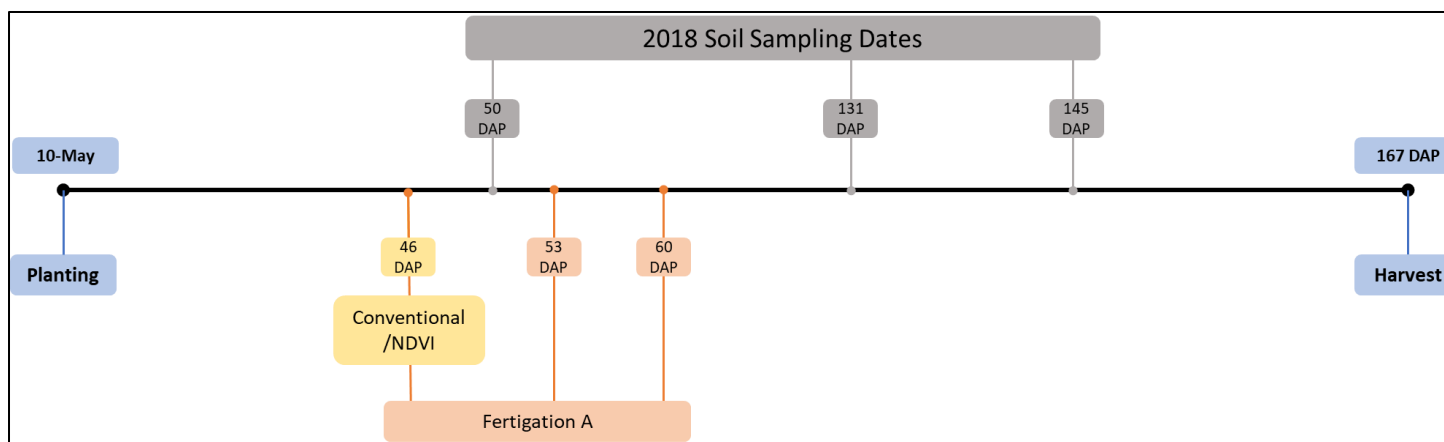 2018 Soil Sampling Dates
50
DAP
131
DAP
145
DAP
10-May
167 DAP
46
DAP
53
DAP
60
DAP
Planting
Harvest
Conventional
/NDVI
Fertigation A